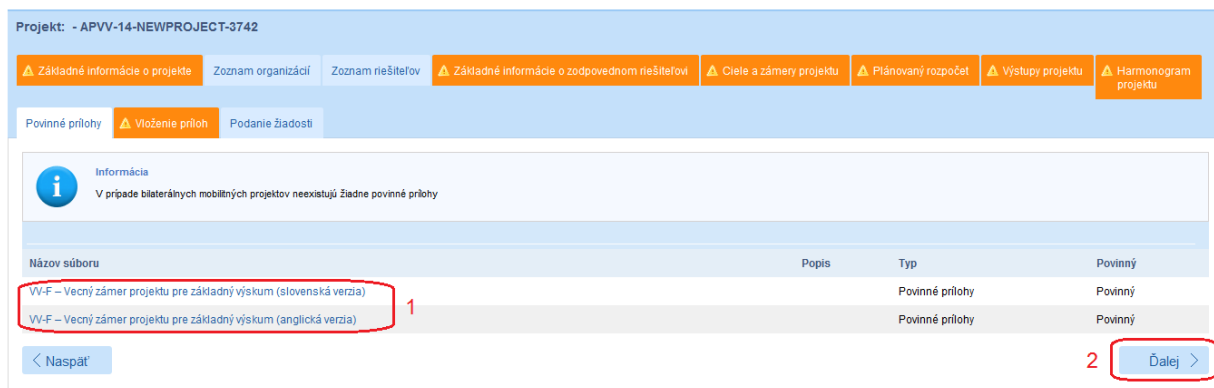 Projekt: - APVV-14-NEWPROJECT-3742
Základné informácie o projekte Zoznam organizácií Zoznam riešiteľov Základné informácie o zodpovednom riešiteľovi Ciele a zámery projektu Plánovaný rozpočet Výstupy projektu Harmonogram
projektu
Povinné prílohy Vloženie príloh Podanie žiadosti
Informácia
V prípade bilaterálnych mobilitných projektov neexistujú žiadne povinné prílohy
Názov súboru Popis Typ Povinný
VV-F – Vecný zámer projektu pre základný výskum (slovenská verzia) Povinné prílohy Povinný
1
VV-F – Vecný zámer projektu pre základný výskum (anglická verzia) Povinné prílohy Povinný
< Naspäť 2 Ďalej >